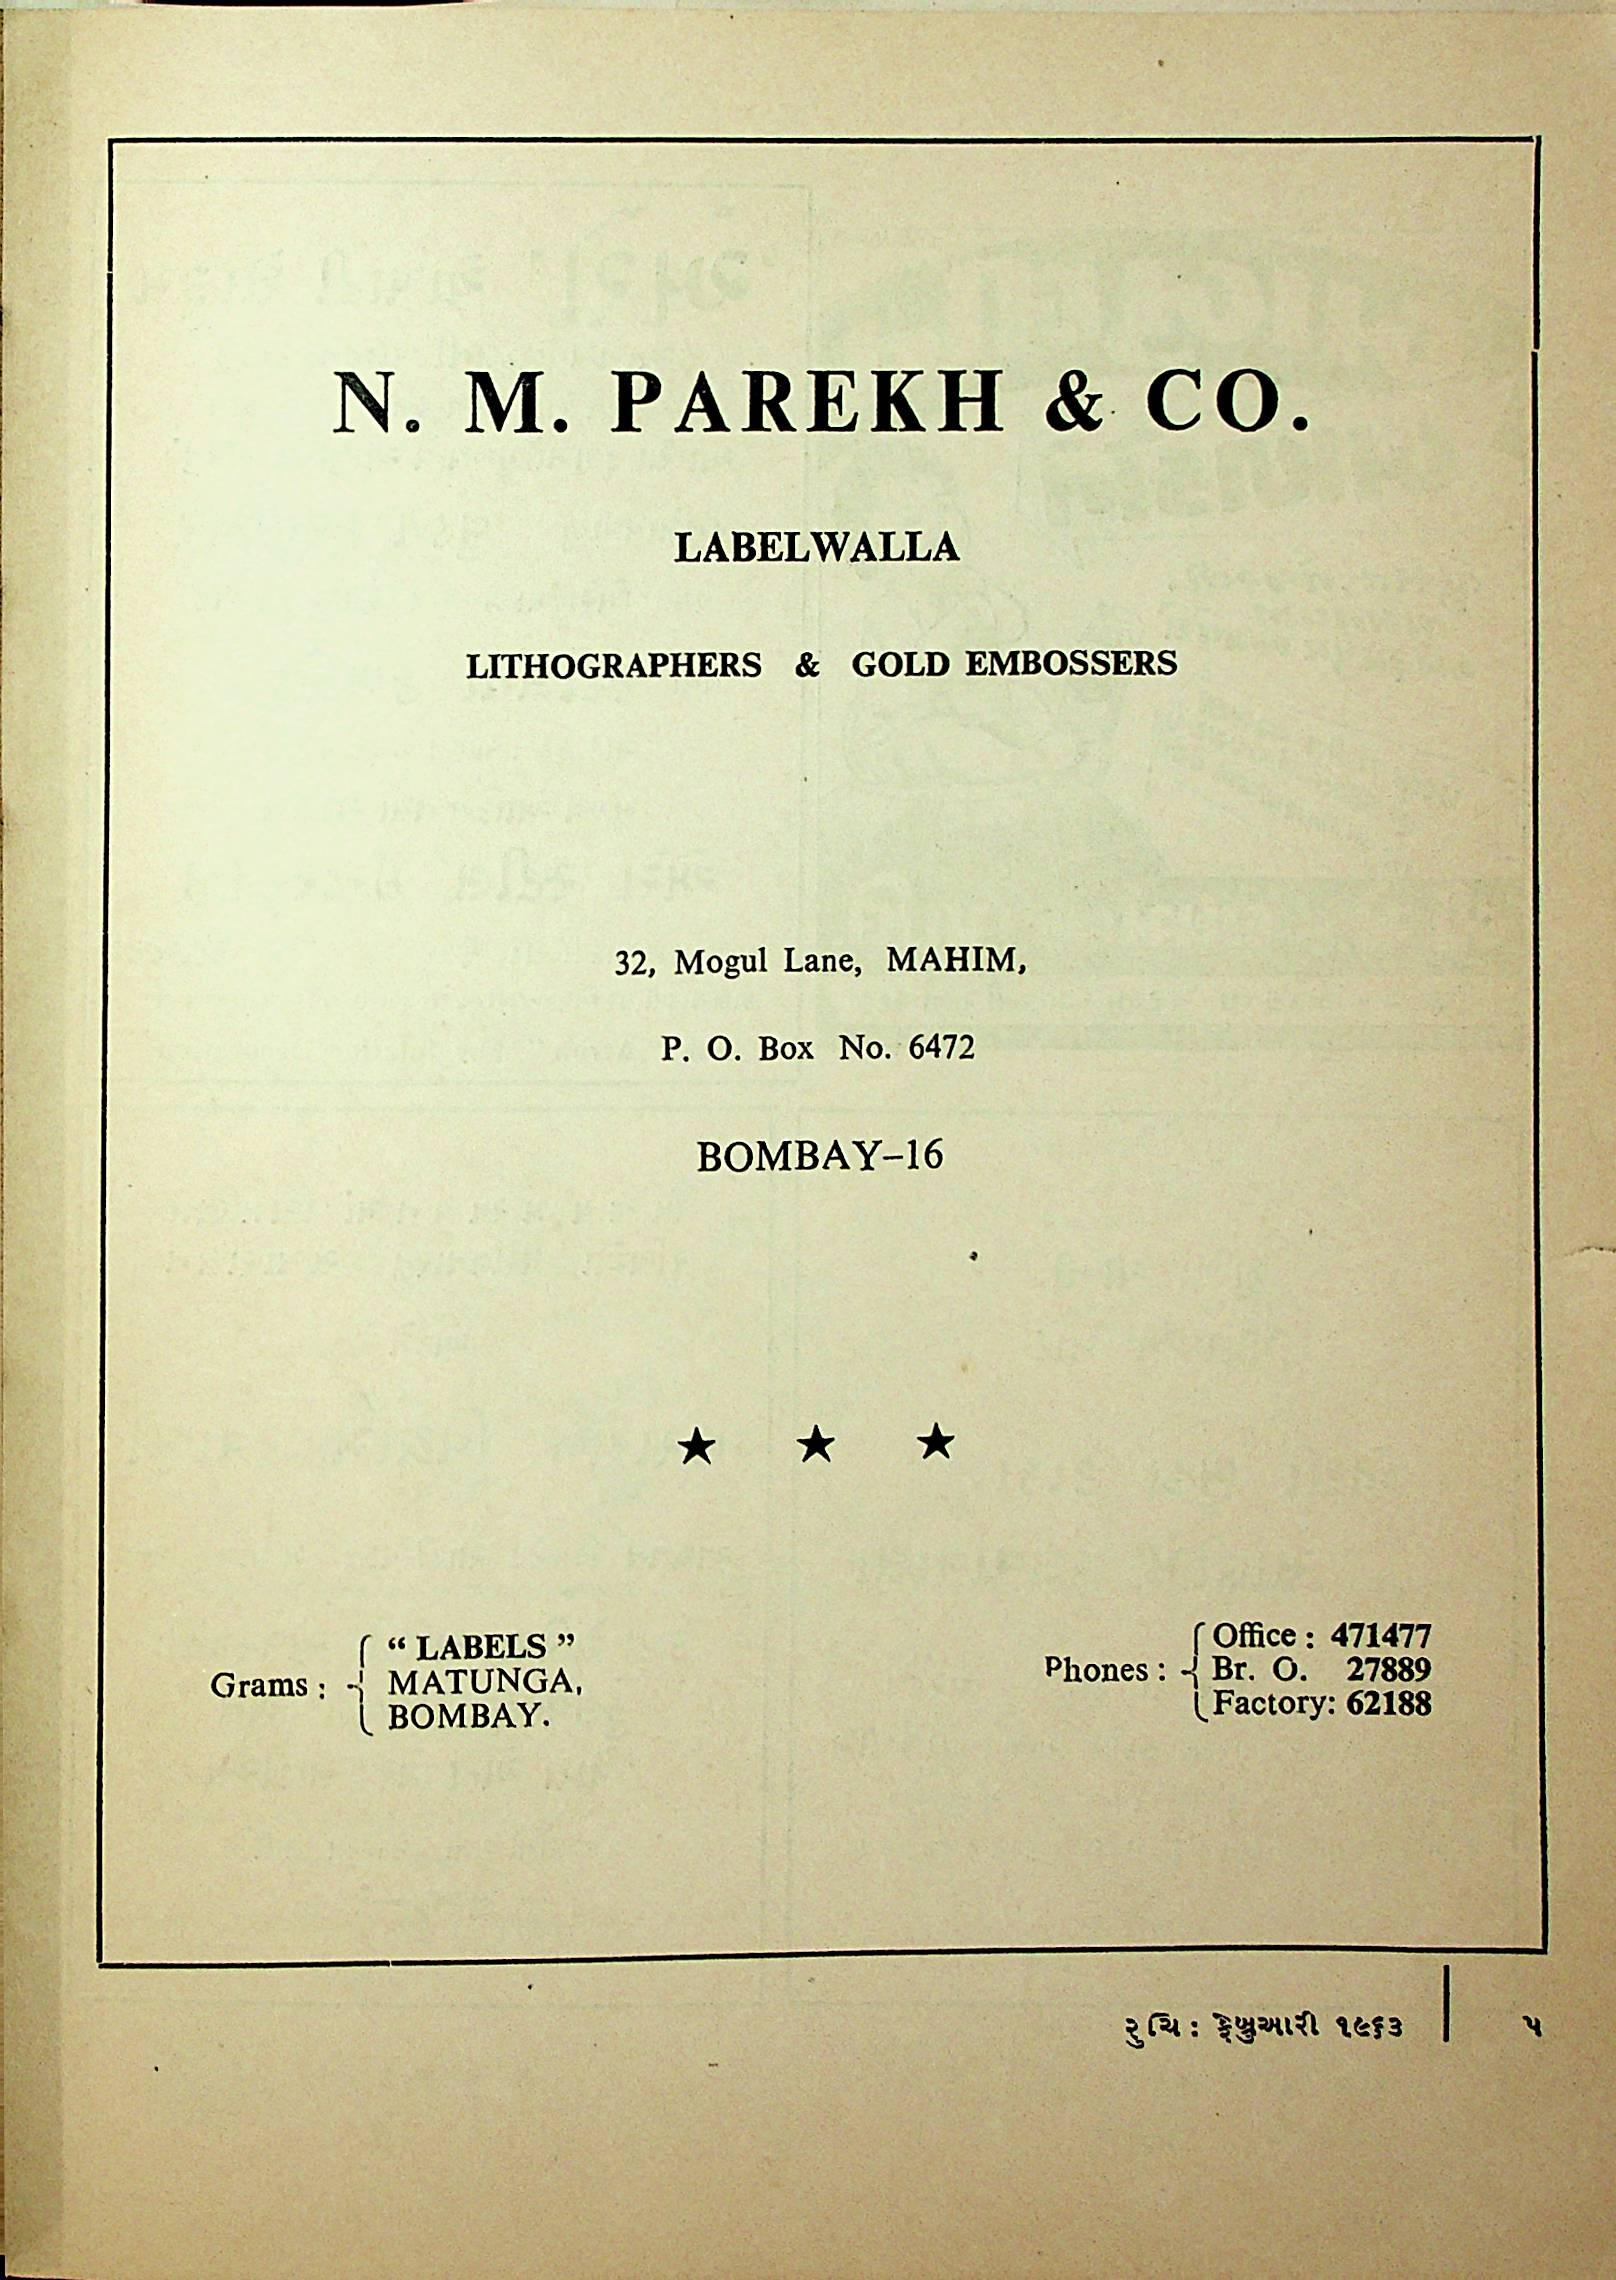 N. M. PAREKH & CO.
LABELWALLA
LITHOGRAPHERS & GOLD EMBOSSERS
32, Mogul Lane, MAHIM,
P. O. Box No. 6472
BOMBAY–16
★ ★ ★
Grams : { “ LABELS ”
MATUNGA,
BOMBAY.
Phones : { Office : 471477
Br. O. 27889
Factory: 62188
રુચિ : ફેબ્રુઆરી ૧૯૬૩ | ૫